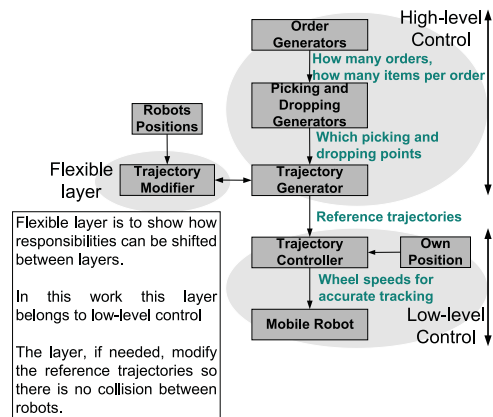 Order
Generators
High-level
Control
How many orders,
how many items per order
Picking and
Dropping
Generators
Robots
Positions
Which picking and
dropping points
Flexible
layer
Trajectory
Modifier
Trajectory
Generator
Reference trajectories
Flexible layer is to show how
responsibilities can be shifted
between layers.
In this work this layer
belongs to low-level control
The layer, if needed, modify
the reference trajectories so
there is no collision between
robots.
Trajectory
Controller
Own
Position
Wheel speeds for
accurate tracking
Mobile Robot
Low-level
Control